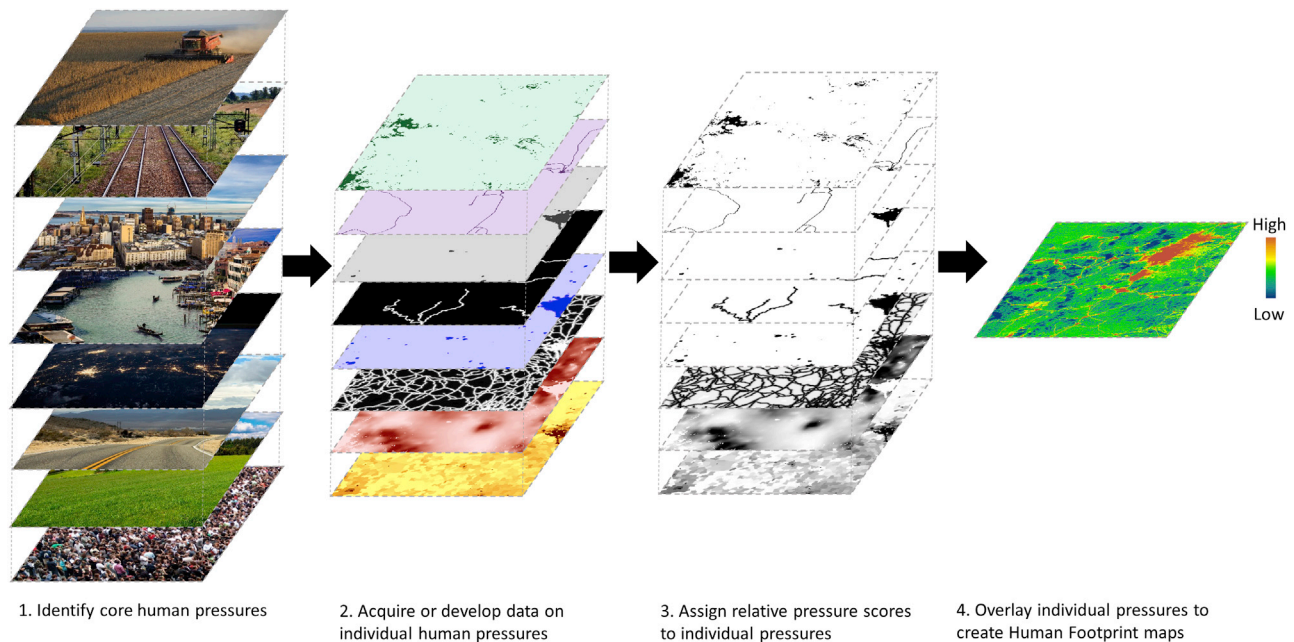 High
Low
1. Identify core human pressures
2. Acquire or develop data on
individual human pressures
3. Assign relative pressure scores
to individual pressures
4. Overlay individual pressures to
create Human Footprint maps